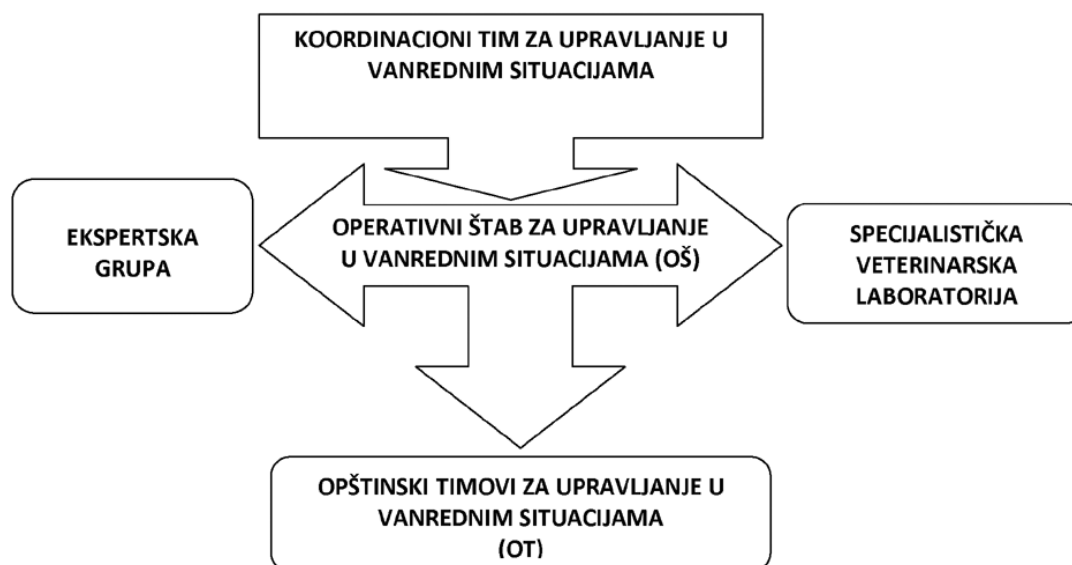 KOORDINACIONI TIM ZA UPRAVLJANJE U
VANREDNIM SITUACIJAMA
EKSPERTSKA
GRUPA
OPERATIVNI ŠTAB ZA UPRAVLJANJE
U VANREDNIM SITUACIJAMA (OŠ)
SPECIJALISTIČKA
VETERINARSKA
LABORATORIJA
OPŠTINSKI TIMOVI ZA UPRAVLJANJE U
VANREDNIM SITUACIJAMA
(OT)